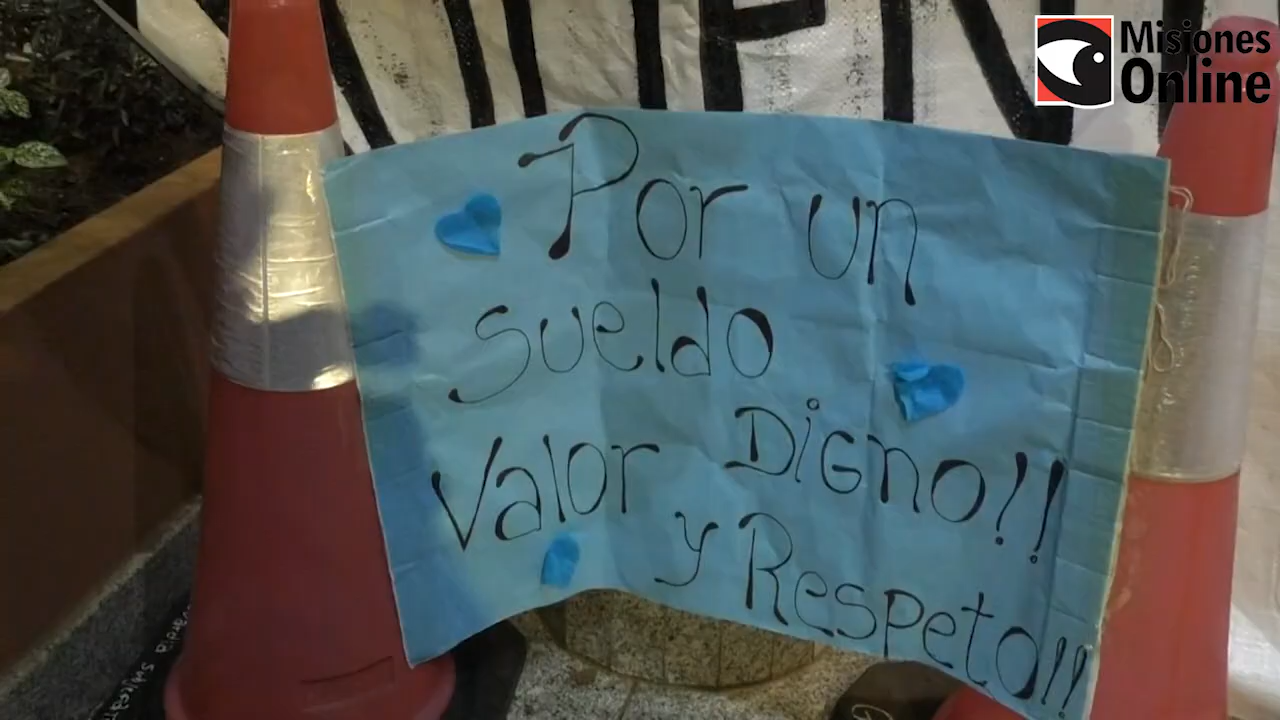 Misiones
Online
Por un
Sueldo
Digno!!
Valor
y Respeto!!